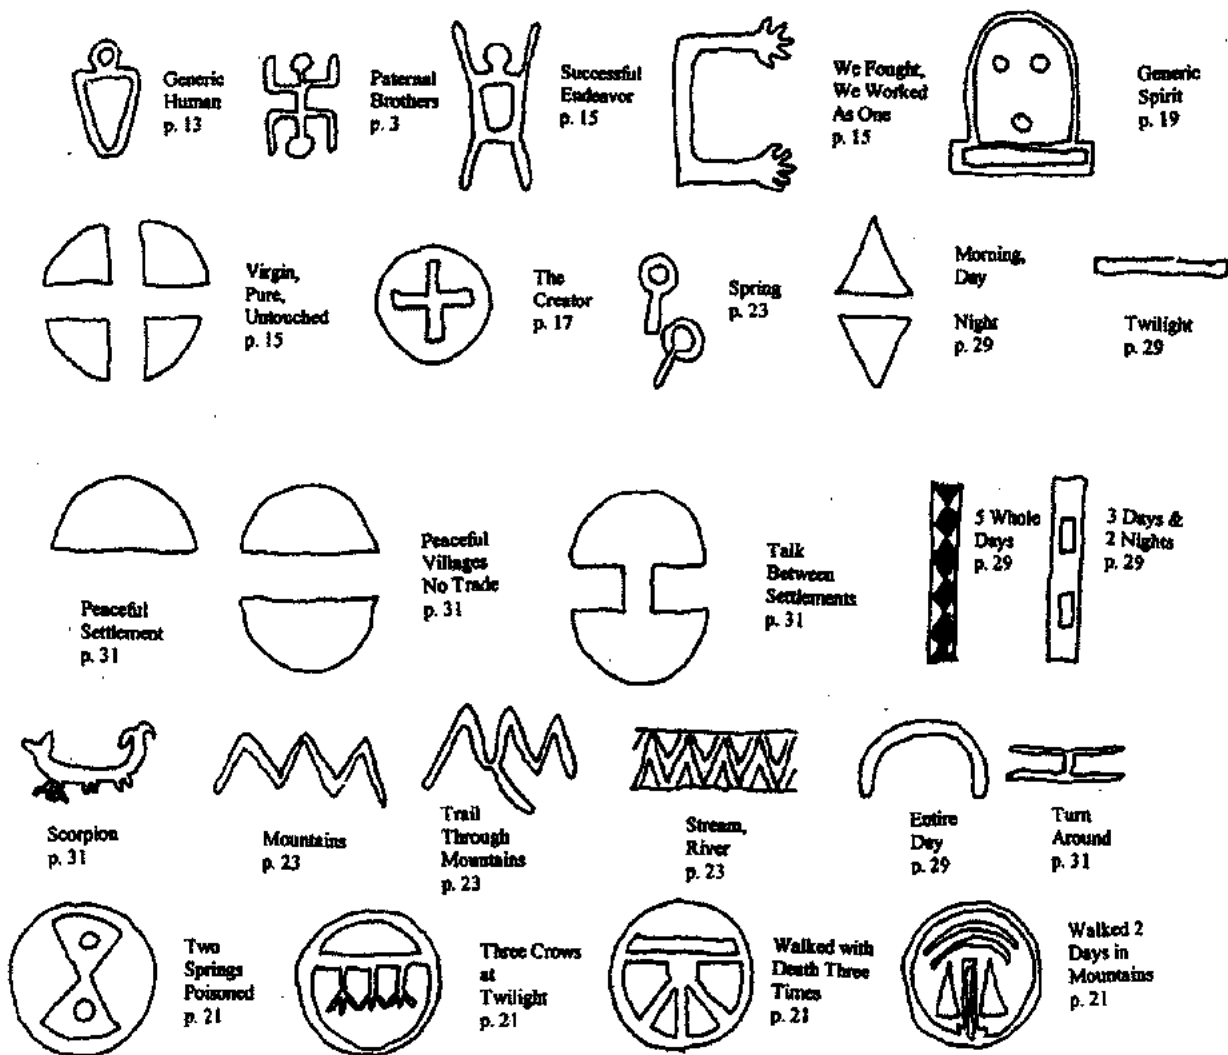 Generic
Human
p. 13
Paternal
Brothers
p. 3
Successful
Endeavor
p. 15
We Fought,
We Worked
As One
p. 15
Generic
Spirit
p. 19
Virgin,
Pure,
Untouched
p. 15
The
Creator
p. 17
Spring
p. 23
Morning,
Day
Night
p. 29
Twilight
p. 29
Peaceful
Settlement
p. 31
Peaceful
Villages
No Trade
p. 31
Talk
Between
Settlements
p. 31
5 Whole
Days
p. 29
3 Days &
2 Nights
p. 29
Scorpion
p. 31
Mountains
p. 23
Trail
Through
Mountains
p. 23
Stream,
River
p. 23
Entire
Day
p. 29
Turn
Around
p. 31
Two
Springs
Poisoned
p. 21
Three Crows
at
Twilight
p. 21
Walked with
Death Three
Times
p. 21
Walked 2
Days in
Mountains
p. 21